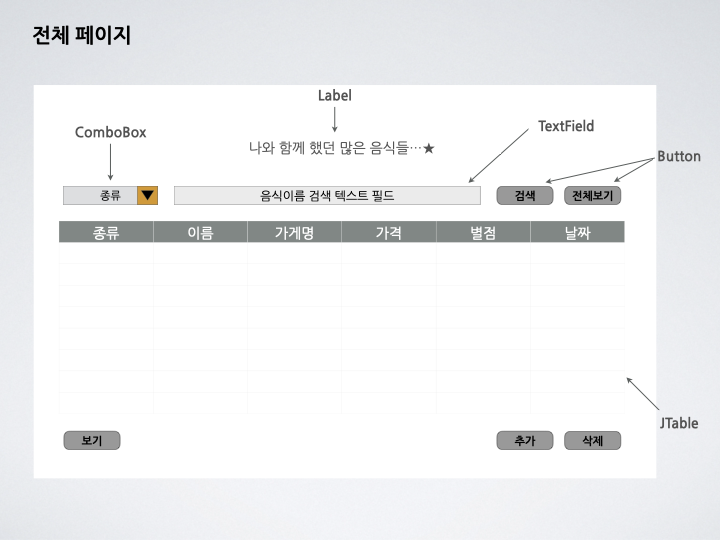 전체 페이지
Label
ComboBox
TextField
나와 함께 했던 많은 음식들…★
Button
종류
음식이름 검색 텍스트 필드
검색
전체보기
종류 이름 가게명 가격 별점 날짜
JTable
보기
추가
삭제